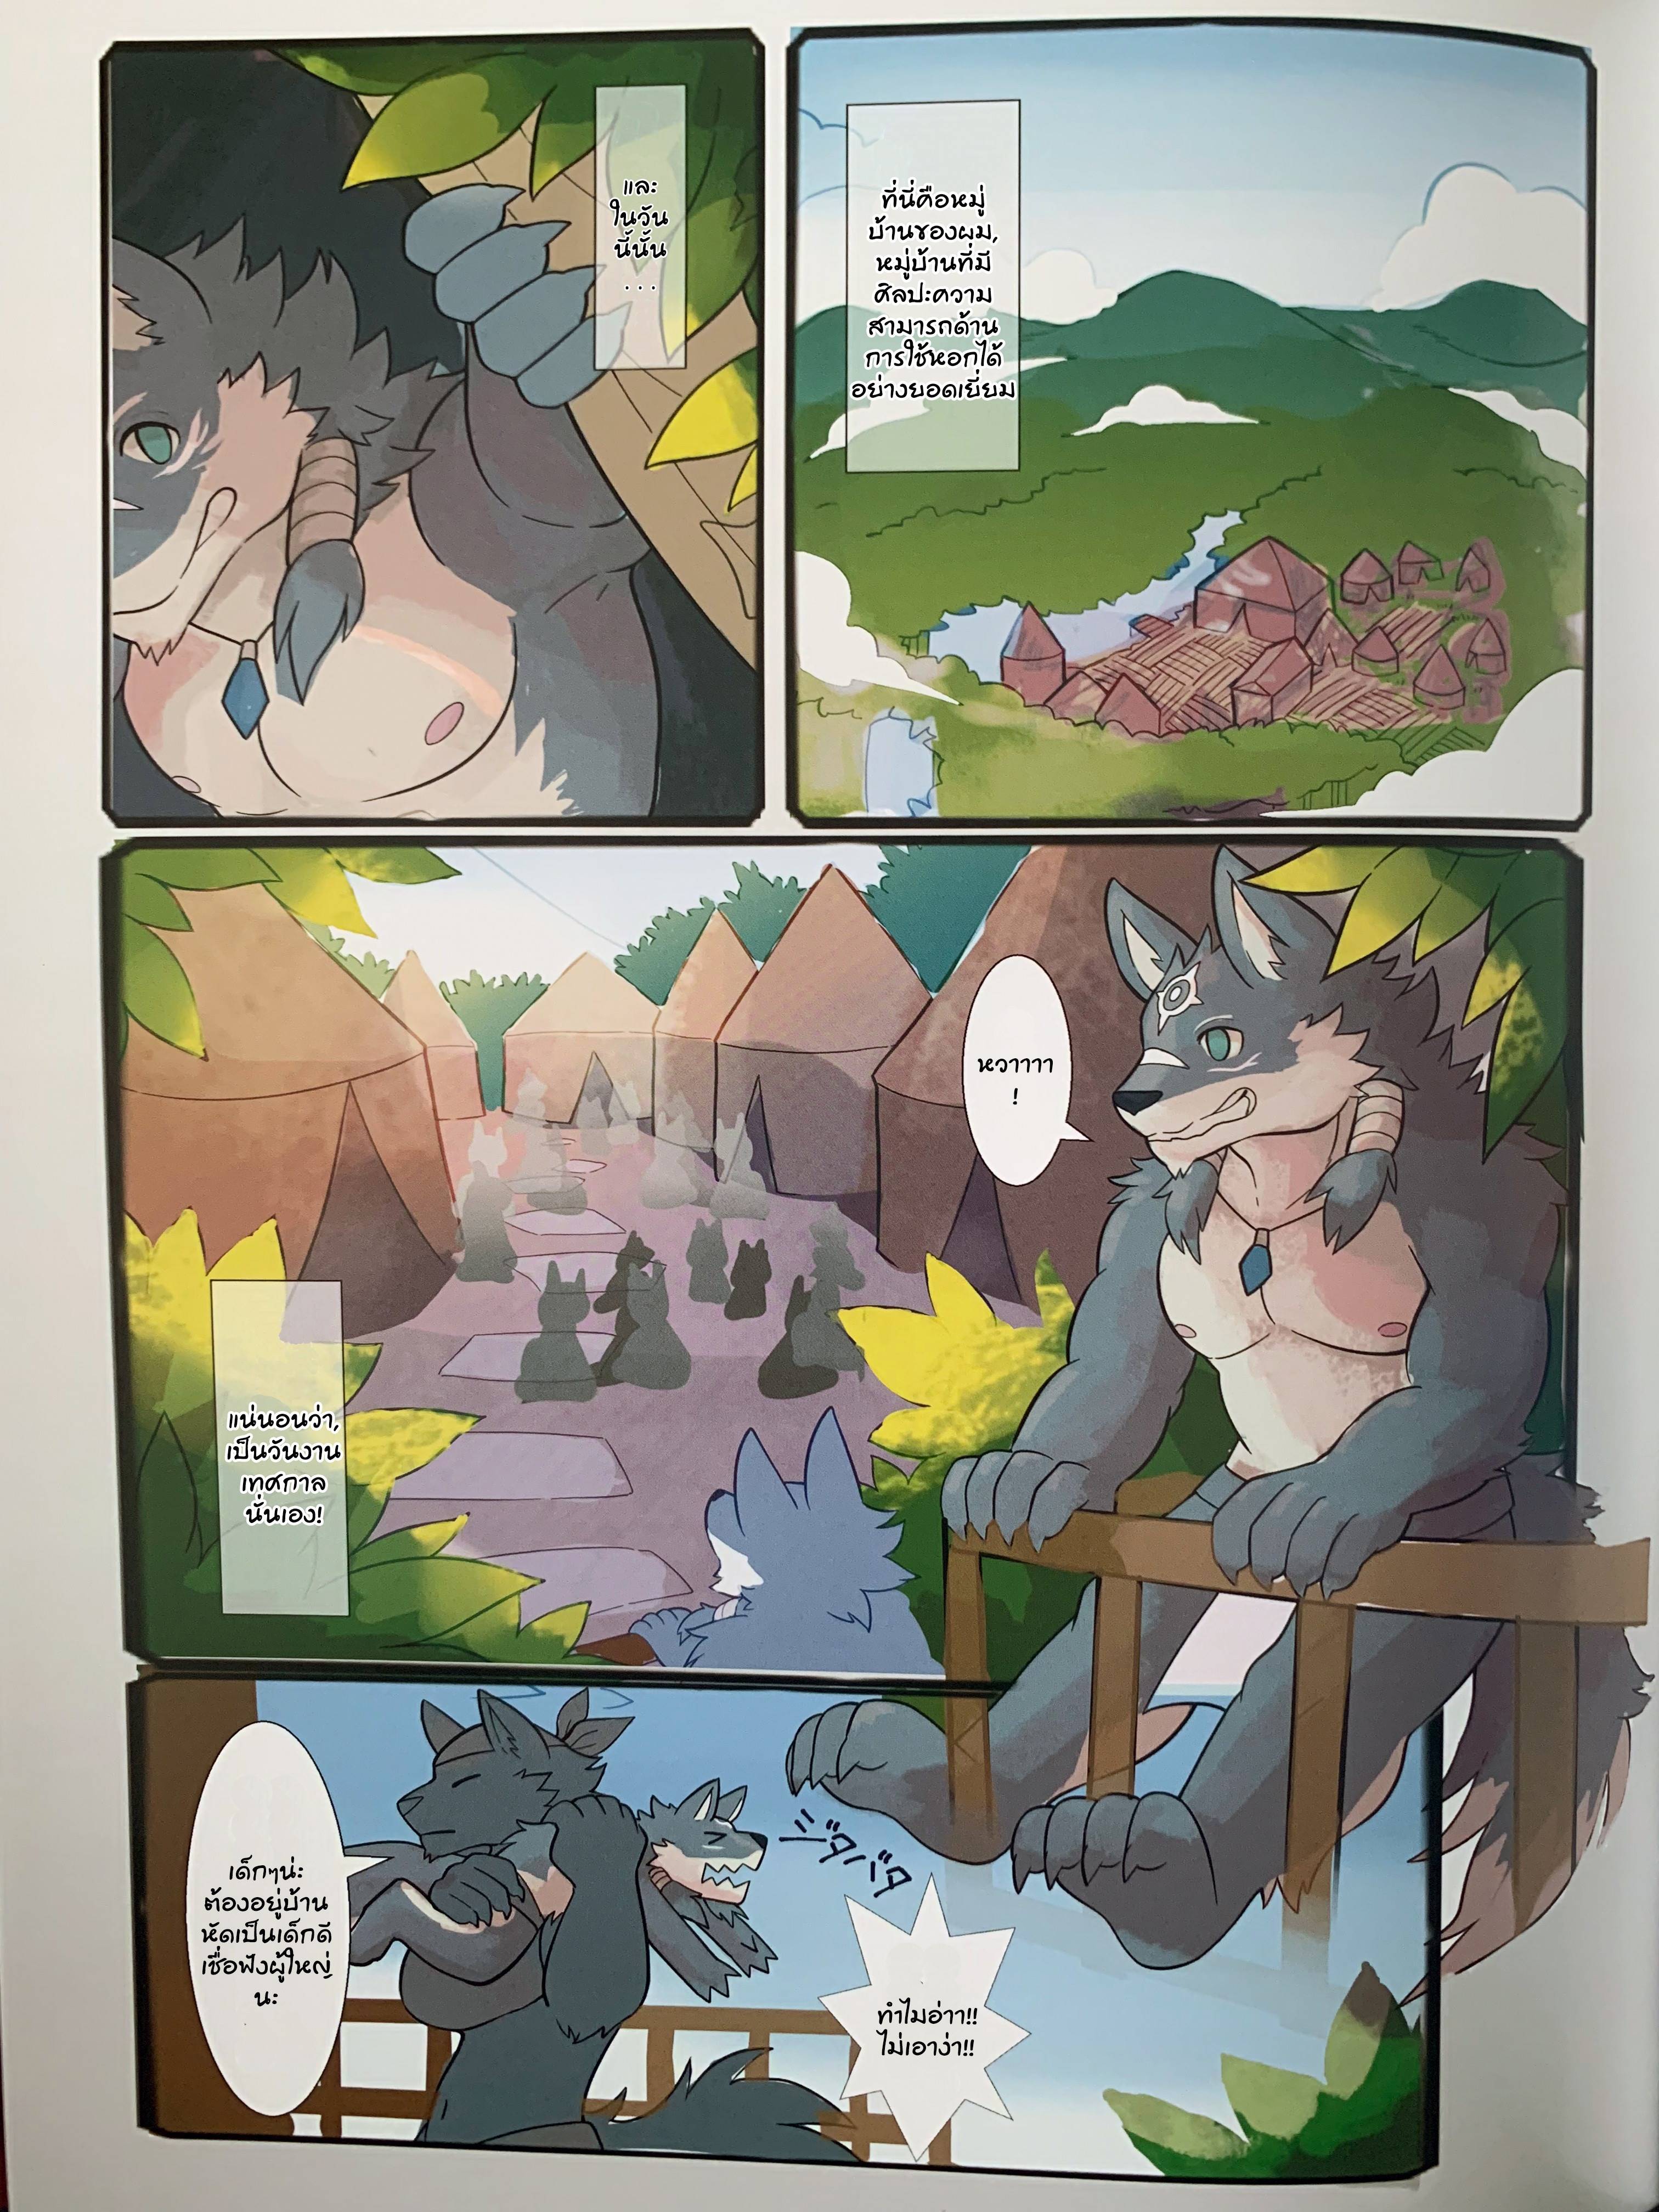 ที่นี่คือหมู่
บ้านของผม,
หมู่บ้านที่มี
ศิลปะความ
สามารถด้าน
การใช้หอกได้
อย่างยอดเยี่ยม
และ
ในวัน
นี้นั้น
...
หวาาาา
!
แน่นอนว่า,
เป็นวันงาน
เทศกาล
นั่นเอง!
ジタバタ
ทำไมอ่าา!!
ไม่เอาง่า!!
เด็กๆน่ะ
ต้องอยู่บ้าน
หัดเป็นเด็กดี
เชื่อฟังผู้ใหญ่
นะ